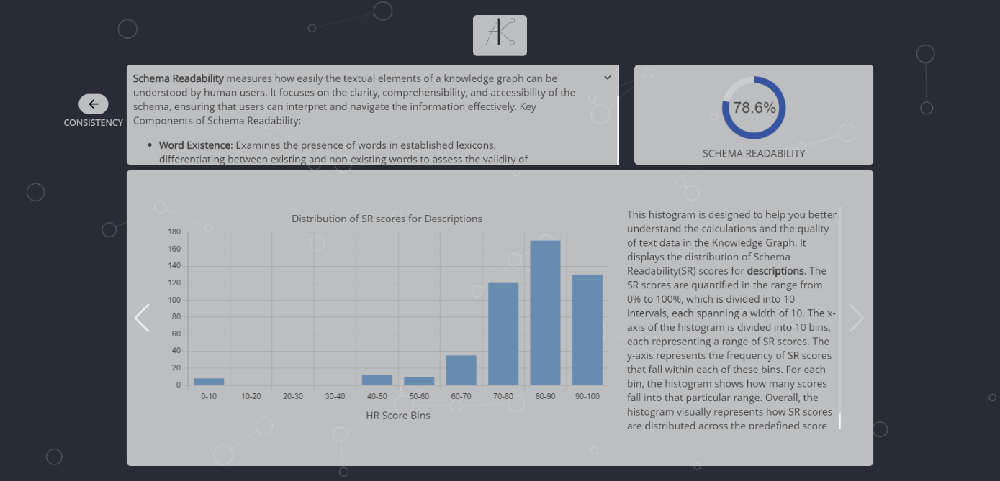 AK
CONSISTENCY
Schema Readability measures how easily the textual elements of a knowledge graph can be
understood by human users. It focuses on the clarity, comprehensibility, and accessibility of the
schema, ensuring that users can interpret and navigate the information effectively. Key
Components of Schema Readability:
• Word Existence: Examines the presence of words in established lexicons,
differentiating between existing and non-existing words to assess the validity of
78.6%
SCHEMA READABILITY
Distribution of SR scores for Descriptions
180
160
140
120
100
80
60
40
20
0
0-10 10-20 20-30 30-40 40-50 50-60 60-70 70-80 80-90 90-100
HR Score Bins
This histogram is designed to help you better
understand the calculations and the quality
of text data in the Knowledge Graph. It
displays the distribution of Schema
Readability(SR) scores for descriptions. The
SR scores are quantified in the range from
0% to 100%, which is divided into 10
intervals, each spanning a width of 10. The x-
axis of the histogram is divided into 10 bins,
each representing a range of SR scores. The
y-axis represents the frequency of SR scores
that fall within each of these bins. For each
bin, the histogram shows how many scores
fall into that particular range. Overall, the
histogram visually represents how SR scores
are distributed across the predefined score